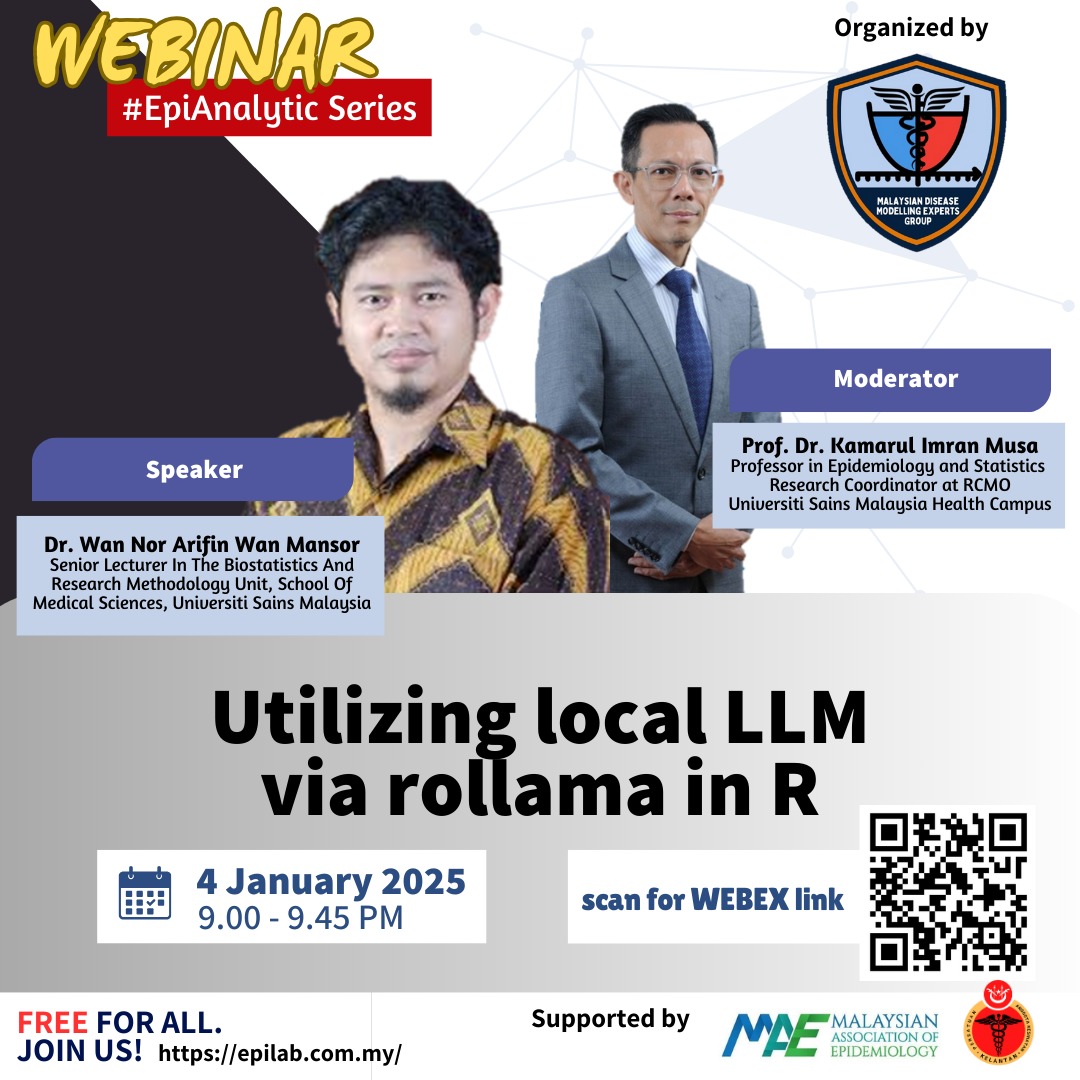 WEBINAR
#EpiAnalytic Series
Organized by
MALAYSIAN DISEASE
MODELLING EXPERTS
GROUP
Moderator
Prof. Dr. Kamarul Imran Musa
Professor in Epidemiology and Statistics
Research Coordinator at RCMO
Universiti Sains Malaysia Health Campus
Speaker
Dr. Wan Nor Arifin Wan Mansor
Senior Lecturer In The Biostatistics And
Research Methodology Unit, School Of
Medical Sciences, Universiti Sains Malaysia
Utilizing local LLM
via rollama in R
4 January 2025
9.00 - 9.45 PM
scan for WEBEX link
FREE FOR ALL.
JOIN US! https://epilab.com.my/
Supported by
MAE MALAYSIAN
ASSOCIATION OF
EPIDEMIOLOGY
KELANTAN